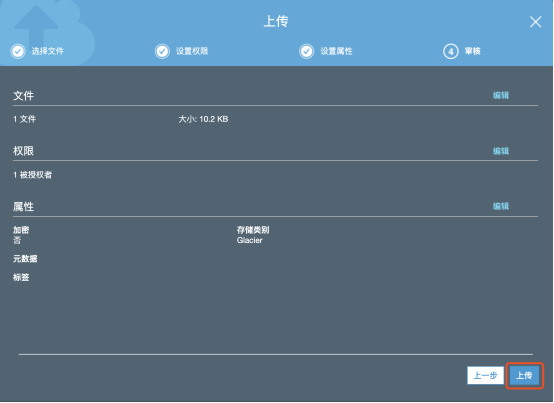 上传
选择文件 设置权限 设置属性 4 审核
文件 编辑
1 文件 大小: 10.2 KB
权限 编辑
1 被授权者
属性 编辑
加密 存储类别
否 Glacier
元数据
标签
上一步 上传